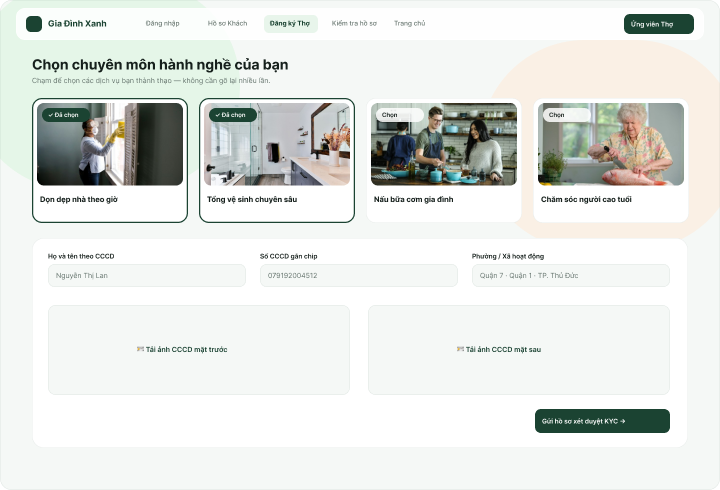 Gia Đình Xanh
Đăng nhập
Hồ sơ Khách
Đăng ký Thợ
Kiểm tra hồ sơ
Trang chủ
Ứng viên Thợ
Chọn chuyên môn hành nghề của bạn
Chạm để chọn các dịch vụ bạn thành thạo — không cần gõ lại nhiều lần.
✓ Đã chọn
Dọn dẹp nhà theo giờ
✓ Đã chọn
Tổng vệ sinh chuyên sâu
Chọn
Nấu bữa cơm gia đình
Chọn
Chăm sóc người cao tuổi
Họ và tên theo CCCD
Nguyễn Thị Lan
Số CCCD gắn chip
079192004512
Phường / Xã hoạt động
Quận 7 · Quận 1 · TP. Thủ Đức
Tải ảnh CCCD mặt trước
Tải ảnh CCCD mặt sau
Gửi hồ sơ xét duyệt KYC →